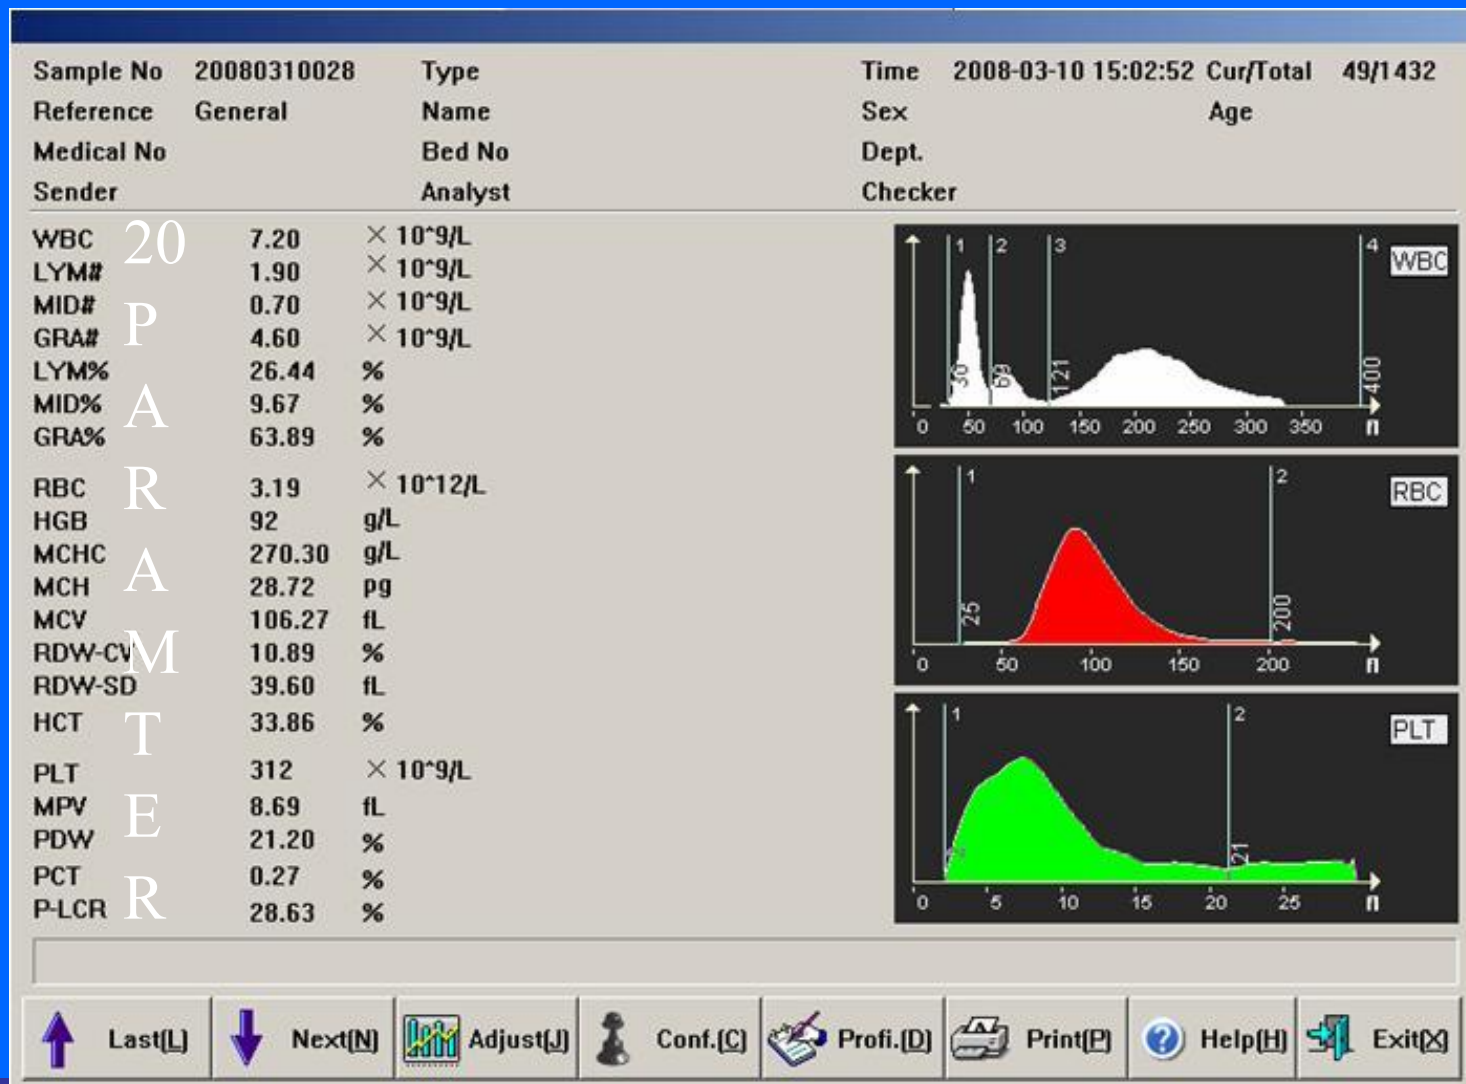 Sample No 20080310028 Type Time 2008-03-10 15:02:52 Cur/Total 49/1432
Reference General Name Sex Age
Medical No Bed No Dept.
Sender Analyst Checker
20
P
A
R
A
M
T
E
R
WBC 7.20 × 10^9/L
LYM# 1.90 × 10^9/L
MID# 0.70 × 10^9/L
GRA# 4.60 × 10^9/L
LYM% 26.44 %
MID% 9.67 %
GRA% 63.89 %
RBC 3.19 × 10^12/L
HGB 92 g/L
MCHC 270.30 g/L
MCH 28.72 pg
MCV 106.27 fL
RDW-CV 10.89 %
RDW-SD 39.60 fL
HCT 33.86 %
PLT 312 × 10^9/L
MPV 8.69 fL
PDW 21.20 %
PCT 0.27 %
P-LCR 28.63 %
1 2 3 4 WBC
30 69 121 400
0 50 100 150 200 250 300 350 fl
1 2 RBC
25 200
0 50 100 150 200 fl
1 2 PLT
2 21
0 5 10 15 20 25 fl
Last(L) Next(N) Adjust(J) Conf.(C) Profi.(D) Print(P) Help(H) Exit(X)